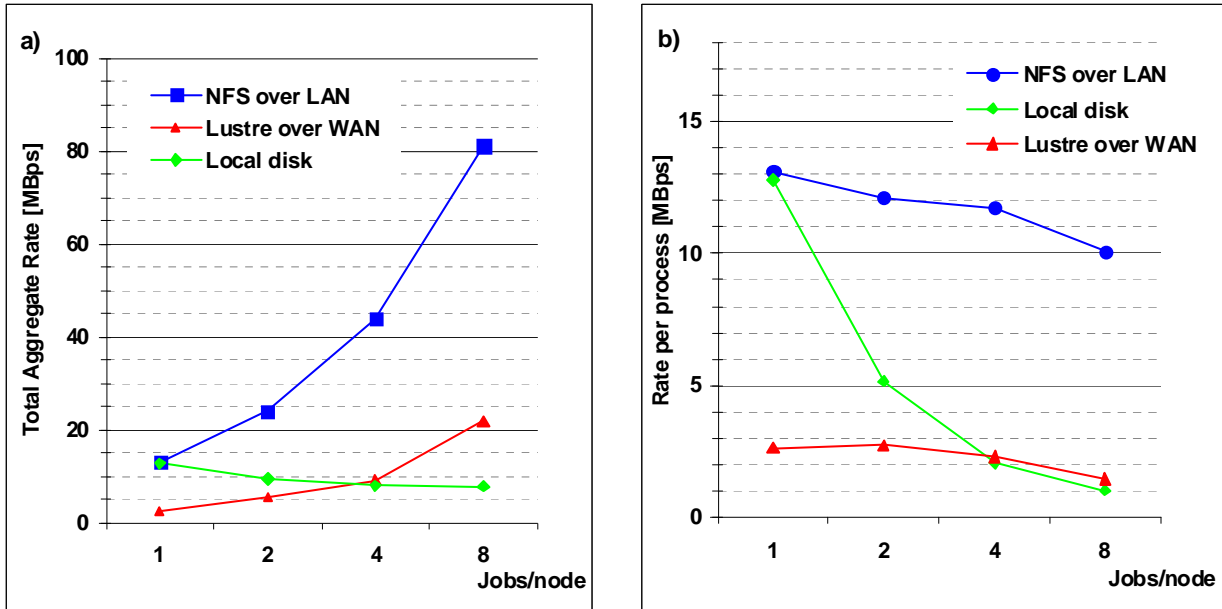 a)
Total Aggregate Rate [MBps]
100
80
60
40
20
0
NFS over LAN
Lustre over WAN
Local disk
1 2 4 8
Jobs/node
b)
Rate per process [MBps]
15
10
5
0
NFS over LAN
Local disk
Lustre over WAN
1 2 4 8
Jobs/node